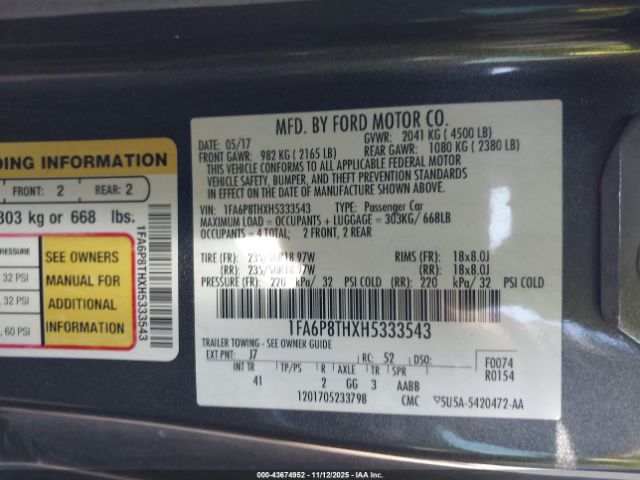 DING INFORMATION
FRONT: 2 REAR: 2
303 kg or 668 lbs.
PRESSURE
32 PSI
32 PSI
60 PSI
SEE OWNERS
MANUAL FOR
ADDITIONAL
INFORMATION
1FA6P8THXH5333543
MFD. BY FORD MOTOR CO.
DATE: 05/17 GVWR: 2041 KG ( 4500 LB)
FRONT GAWR: 982 KG ( 2165 LB) REAR GAWR: 1080 KG ( 2380 LB)
THIS VEHICLE CONFORMS TO ALL APPLICABLE FEDERAL MOTOR
VEHICLE SAFETY, BUMPER, AND THEFT PREVENTION STANDARDS
IN EFFECT ON THE DATE OF MANUFACTURE SHOWN ABOVE.
VIN: 1FA6P8THXH5333543 TYPE: Passenger Car
MAXIMUM LOAD = OCCUPANTS + LUGGAGE = 303KG/ 668LB
OCCUPANTS = 4 TOTAL: 2 FRONT, 2 REAR
TIRE (FR): 235/50R18 97W RIMS (FR): 18x8.0J
(RR): 235/50R18 97W (RR): 18x8.0J
PRESSURE (FR): 220 kPa/ 32 PSI COLD (RR): 220 kPa/ 32 PSI COLD
1FA6P8THXH5333543
TRAILER TOWING - SEE OWNER GUIDE
EXT PNT: J7 RC: 52 DSO: F0074
INT TR TP/PS R AXLE TR SPR R0154
41 2 GG 3 AABB
1201705233798 CMC ▽5U5A-5420472-AA
000-43674952 - 11/12/2025 - IAA, Inc.